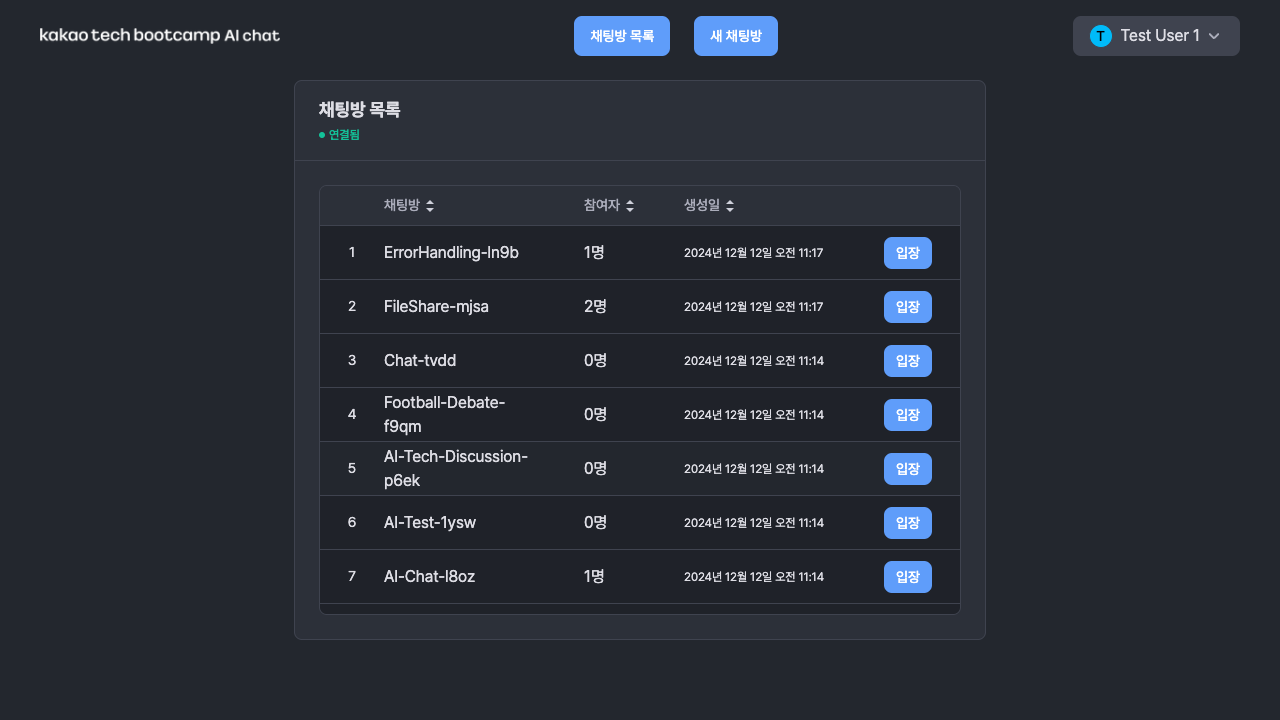 kakao tech bootcamp AI chat
채팅방 목록
새 채팅방
T
Test User 1
채팅방 목록
연결됨
채팅방
참여자
생성일
1
ErrorHandling-ln9b
1명
2024년 12월 12일 오전 11:17
입장
2
FileShare-mjsa
2명
2024년 12월 12일 오전 11:17
입장
3
Chat-tvdd
0명
2024년 12월 12일 오전 11:14
입장
4
Football-Debate-
f9qm
0명
2024년 12월 12일 오전 11:14
입장
5
AI-Tech-Discussion-
p6ek
0명
2024년 12월 12일 오전 11:14
입장
6
AI-Test-1ysw
0명
2024년 12월 12일 오전 11:14
입장
7
AI-Chat-l8oz
1명
2024년 12월 12일 오전 11:14
입장